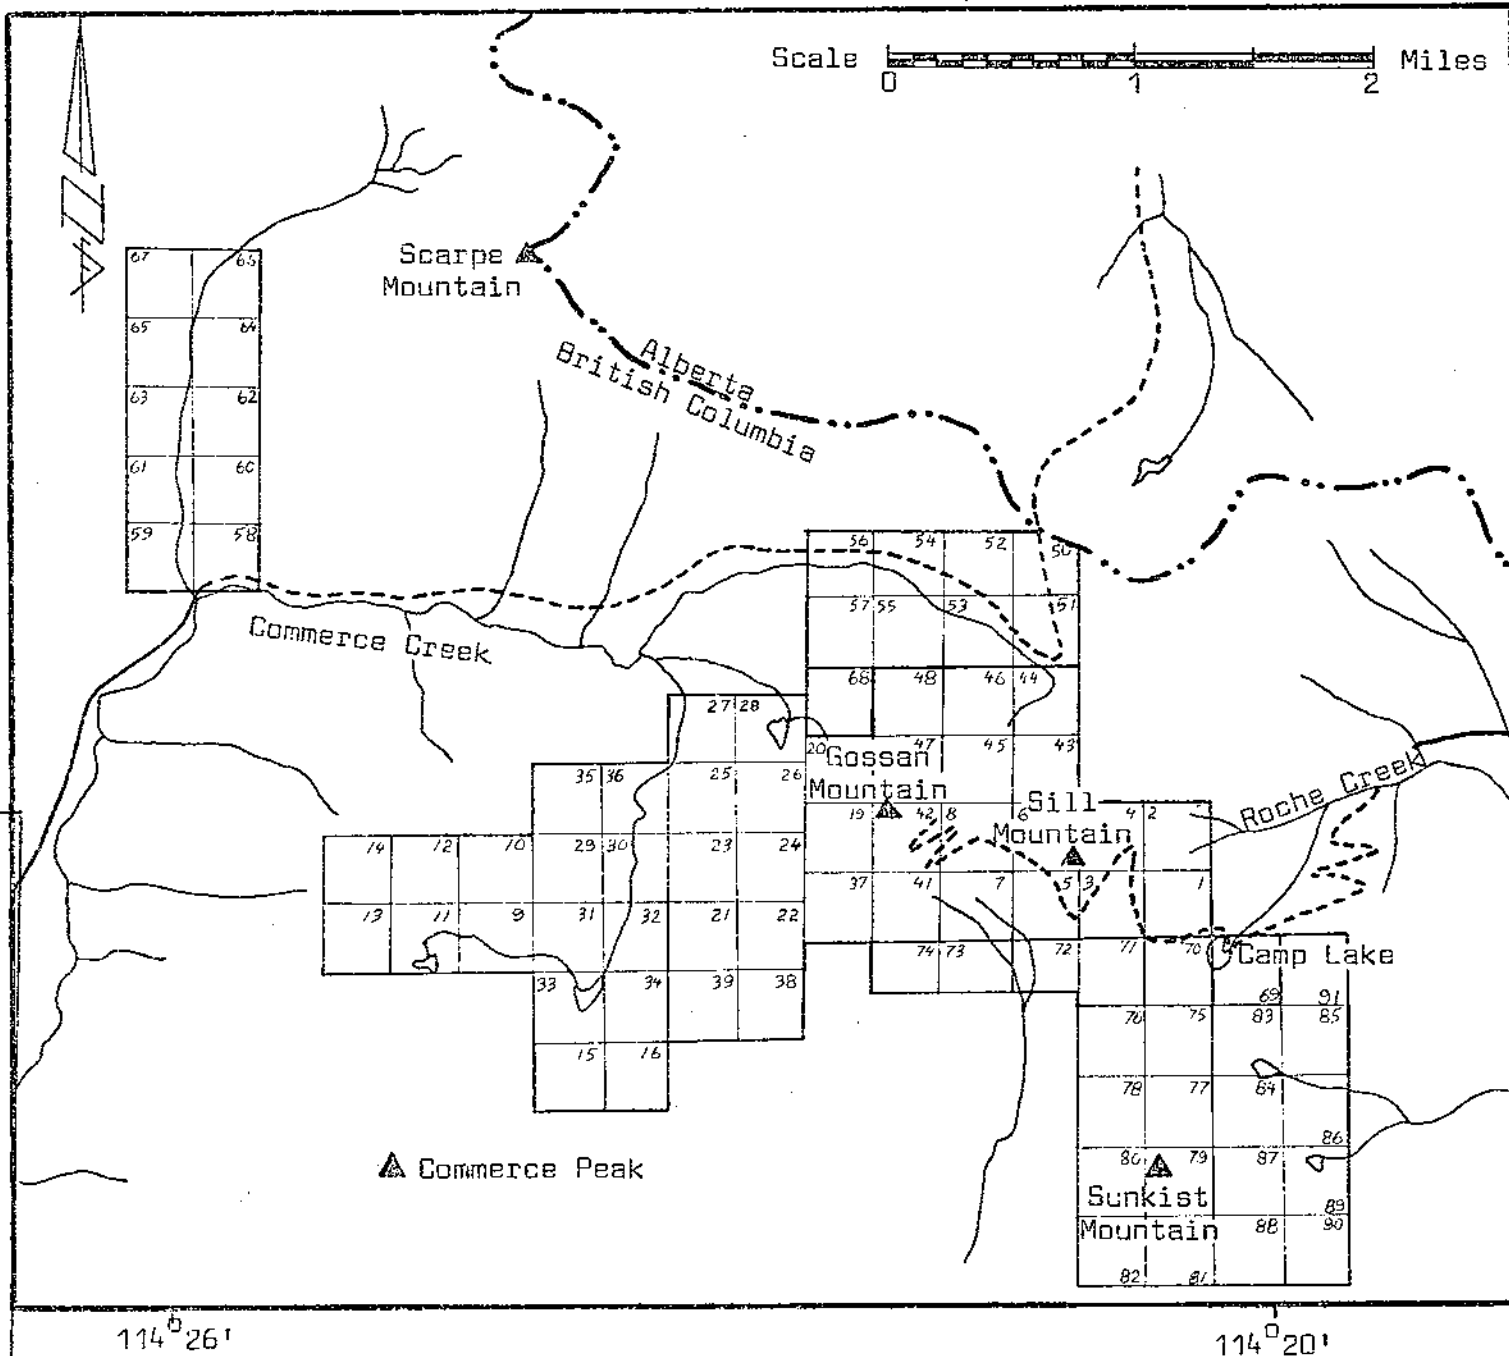 Scale 0 1 2 Miles
Scarpe
Mountain
67 66
65 64
63 62
61 60
59 58
Alberta
British Columbia
Commerce Creek
56 54 52 50
57 55 53 51
68 48 46 44
27 28
20 47 45 43
Gossan
Mountain
35 36 25 26
Sill
Mountain
Roche Creek
19 42 8 6 4 2
14 12 10 29 30 23 24
37 41 7 5 3 1
13 11 9 31 32 21 22
74 73 72 71 70
Camp Lake
33 34 39 38
69 91
76 75 83 85
15 16
78 77 84
86
Commerce Peak
80 79 87
Sunkist
Mountain
89
88 90
82 81
114° 26'
114° 20'